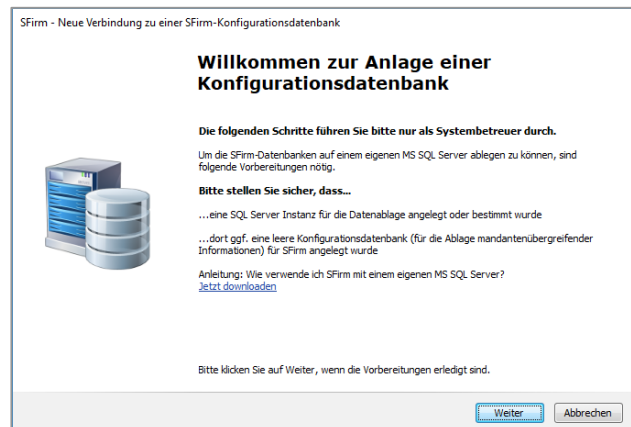 SFirm - Neue Verbindung zu einer SFirm-Konfigurationsdatenbank
Willkommen zur Anlage einer
Konfigurationsdatenbank
Die folgenden Schritte führen Sie bitte nur als Systembetreuer durch.
Um die SFirm-Datenbanken auf einem eigenen MS SQL Server ablegen zu können, sind
folgende Vorbereitungen nötig.
Bitte stellen Sie sicher, dass...
...eine SQL Server Instanz für die Datenablage angelegt oder bestimmt wurde
...dort ggf. eine leere Konfigurationsdatenbank (für die Ablage mandantenübergreifender
Informationen) für SFirm angelegt wurde
Anleitung: Wie verwende ich SFirm mit einem eigenen MS SQL Server?
Jetzt downloaden
Bitte klicken Sie auf Weiter, wenn die Vorbereitungen erledigt sind.
Weiter Abbrechen